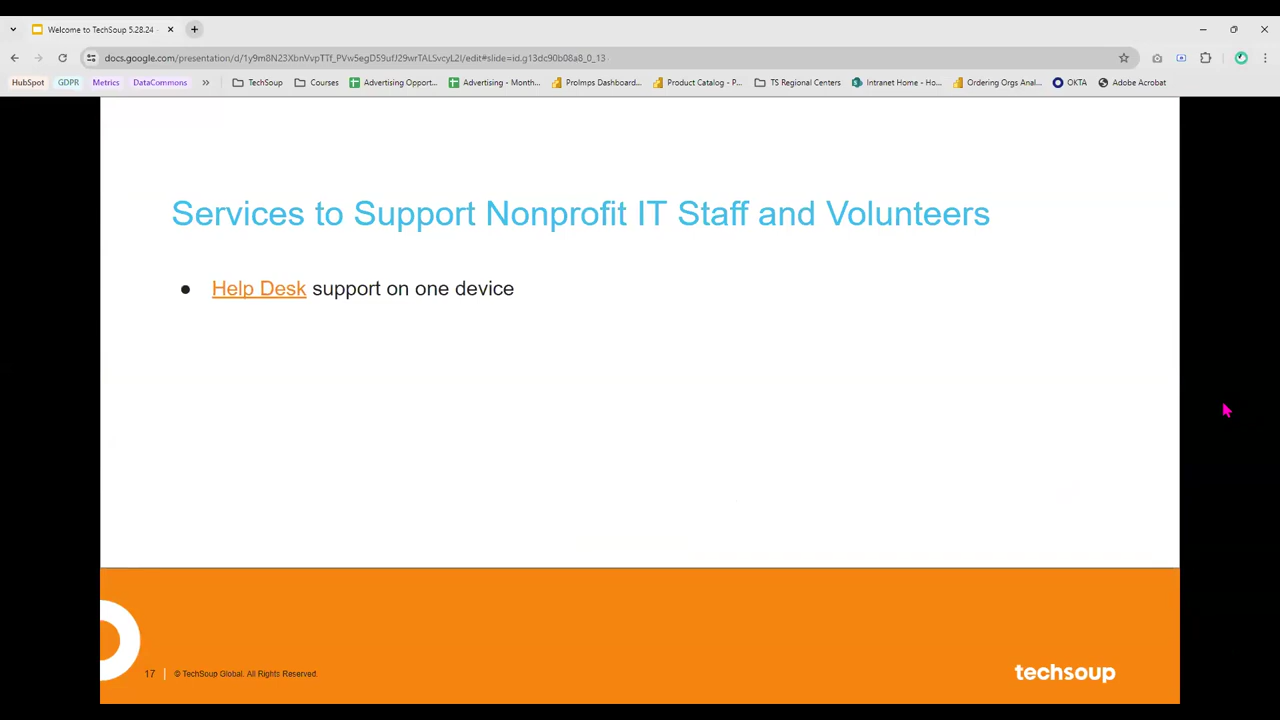 Welcome to TechSoup 5.28.24
docs.google.com/presentation/d/1y9m8N23XbnVvpTTf_PVw5egD59ufJ29wrTALSvcyL2I/edit#slide=id.g13dc90b08a8_0_13
HubSpot GDPR Metrics DataCommons » TechSoup Courses Advertising Opport... Advertising - Month... ProImps Dashboard... Product Catalog - P... TS Regional Centers Intranet Home - Ho... Ordering Orgs Anal... OKTA Adobe Acrobat
Services to Support Nonprofit IT Staff and Volunteers
● Help Desk support on one device
17 | © TechSoup Global. All Rights Reserved.
techsoup